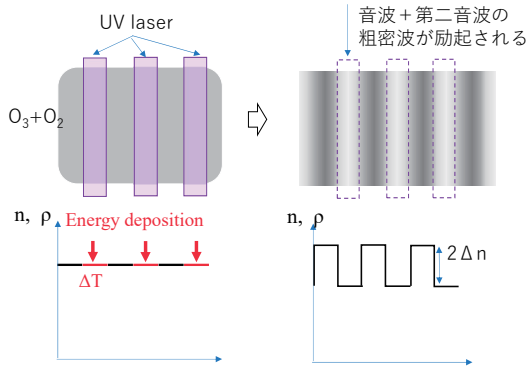 UV laser
音波＋第二音波の
粗密波が励起される
O3+O2
n, ρ
Energy deposition
ΔT
n, ρ
2Δn